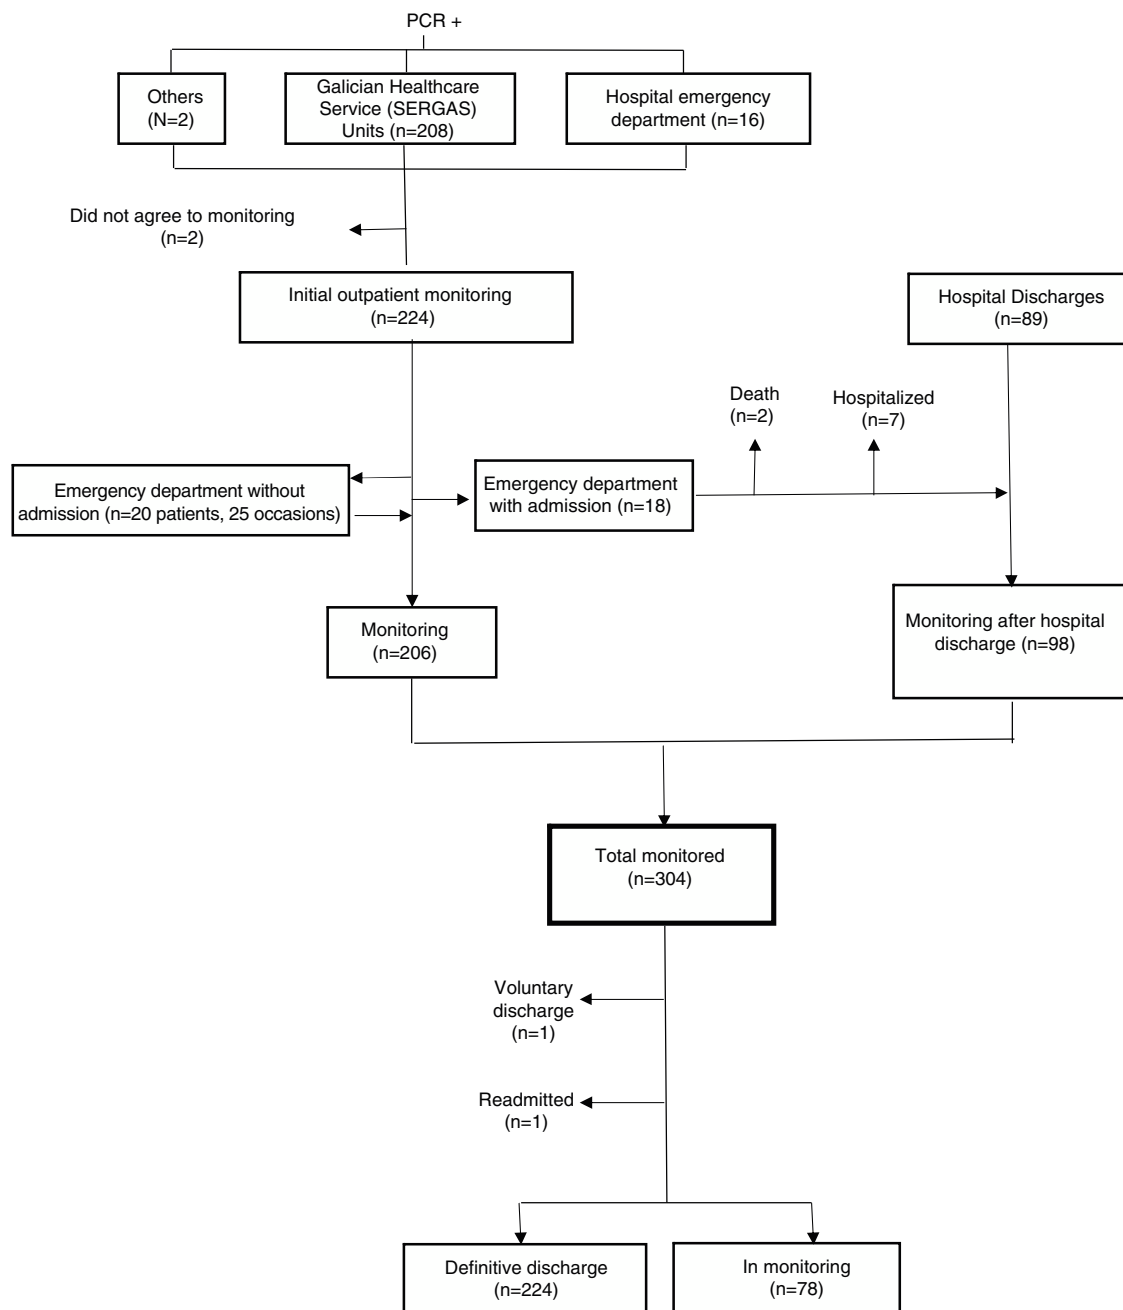 PCR +
Others
(N=2)
Galician Healthcare
Service (SERGAS)
Units (n=208)
Hospital emergency
department (n=16)
Did not agree to monitoring
(n=2)
Initial outpatient monitoring
(n=224)
Hospital Discharges
(n=89)
Death
(n=2)
Hospitalized
(n=7)
Emergency department without
admission (n=20 patients, 25 occasions)
Emergency department
with admission (n=18)
Monitoring
(n=206)
Monitoring after hospital
discharge (n=98)
Total monitored
(n=304)
Voluntary
discharge
(n=1)
Readmitted
(n=1)
Definitive discharge
(n=224)
In monitoring
(n=78)